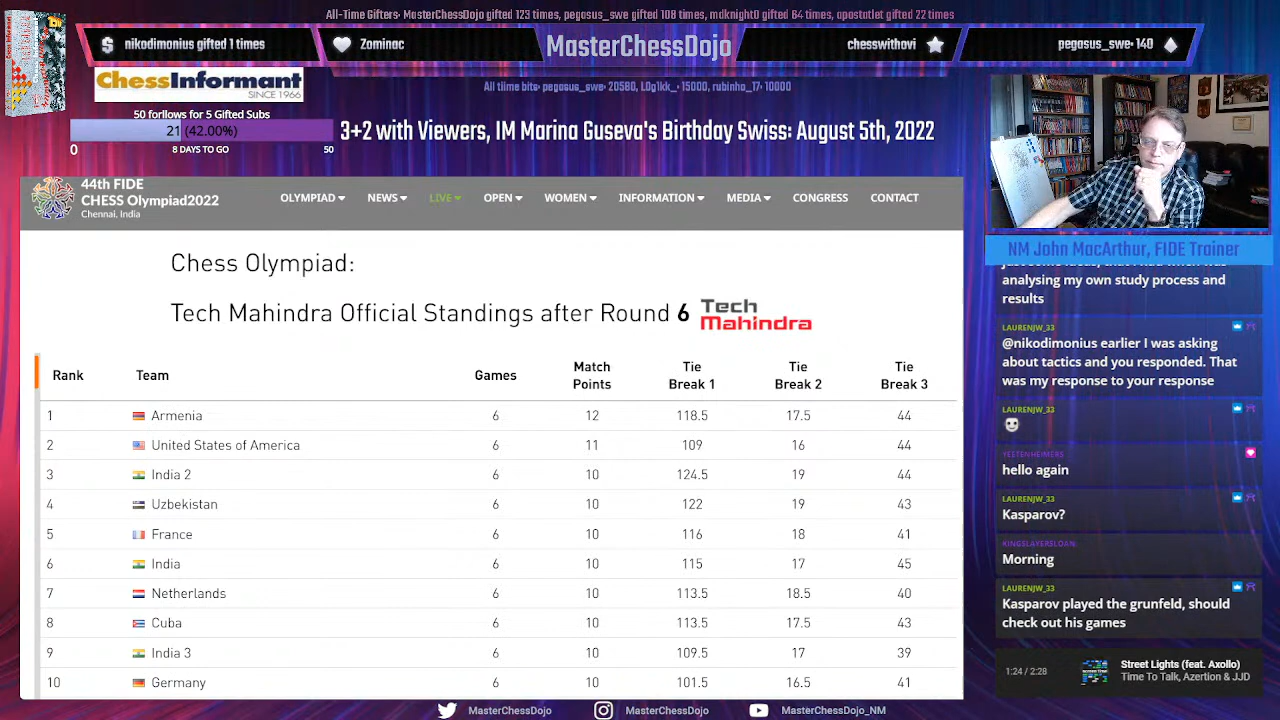 All-Time Gifters• MasterChessDojo gifted 123 times, pegasus_swe gifted 108 times, mdknight0 gifted 64 times, apostatlet gifted 22 times
nikodimonius gifted 1 times
Zominac
MasterChessDojo
chesswithavi
pegasus_swe• 140
ChessInformant
SINCE 1966
All time bits• pegasus_swe• 20580, L0g1kk_• 15000, rubinho_17• 10000
50 forllows for 5 Gifted Subs
21 (42.00%)
0
8 DAYS TO GO
50
3+2 with Viewers, IM Marina Guseva's Birthday Swiss: August 5th, 2022
44th FIDE
CHESS Olympiad2022
Chennai. India
OLYMPIAD NEWS LIVE OPEN WOMEN INFORMATION MEDIA CONGRESS CONTACT
Chess Olympiad:
Tech Mahindra Official Standings after Round 6
Tech
Mahindra
Rank Team Games Match Points Tie Break 1 Tie Break 2 Tie Break 3
1 Armenia 6 12 118.5 17.5 44
2 United States of America 6 11 109 16 44
3 India 2 6 10 124.5 19 44
4 Uzbekistan 6 10 122 19 43
5 France 6 10 116 18 41
6 India 6 10 115 17 45
7 Netherlands 6 10 113.5 18.5 40
8 Cuba 6 10 113.5 17.5 43
9 India 3 6 10 109.5 17 39
10 Germany 6 10 101.5 16.5 41
NM John MacArthur, FIDE Trainer
analysing my own study process and
results
LAURENJW_33
@nikodimonius earlier I was asking
about tactics and you responded. That
was my response to your response
LAURENJW_33
YEETENHEIMERS
hello again
LAURENJW_33
Kasparov?
KINGSLAYERSLOAN
Morning
LAURENJW_33
Kasparov played the grunfeld, should
check out his games
1:24 / 2:28
Street Lights (feat. Axollo)
Time To Talk, Azertion & JJD
MasterChessDojo
MasterChessDojo
MasterChessDojo_NM